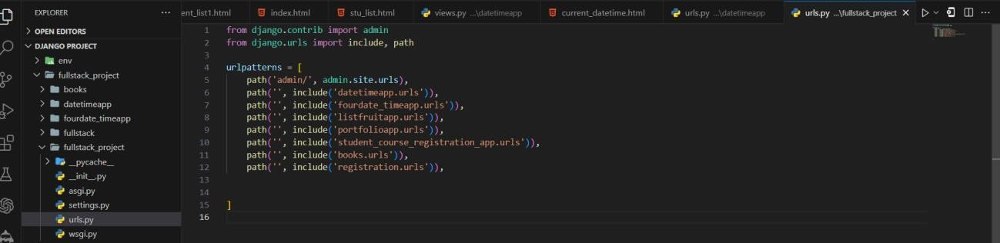 EXPLORER
ent_list1.html
index.html
stu_list.html
views.py ...\datetimeapp
current_datetime.html
urls.py ...\datetimeapp
urls.py ...\fullstack_project
OPEN EDITORS
DJANGO PROJECT
env
fullstack_project
books
datetimeapp
fourdate_timeapp
fullstack
fullstack_project
__pycache__
__init__.py
asgi.py
settings.py
urls.py
wsgi.py
1 from django.contrib import admin
2 from django.urls import include, path
3
4 urlpatterns = [
5 path('admin/', admin.site.urls),
6 path('', include('datetimeapp.urls')),
7 path('', include('fourdate_timeapp.urls')),
8 path('', include('listfruitapp.urls')),
9 path('', include('portfolioapp.urls')),
10 path('', include('student_course_registration_app.urls')),
11 path('', include('books.urls')),
12 path('', include('registration.urls')),
13
14
15 ]
16